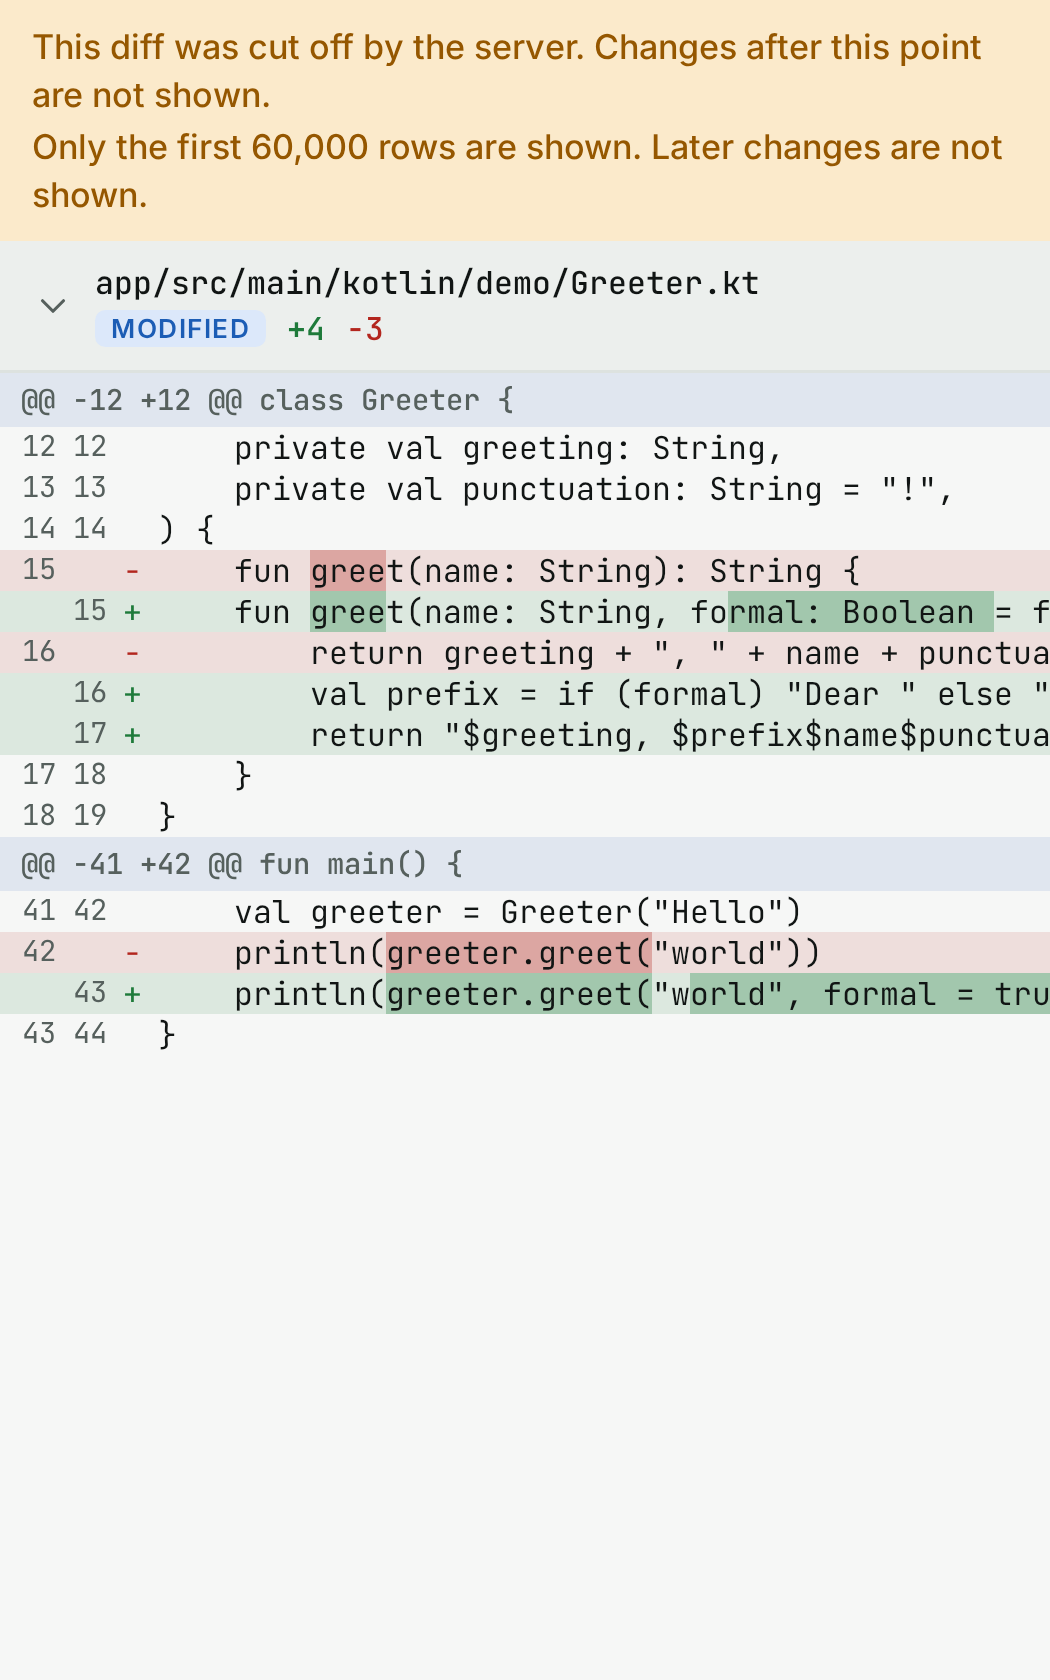 This diff was cut off by the server. Changes after this point
are not shown.
Only the first 60,000 rows are shown. Later changes are not
shown.
app/src/main/kotlin/demo/Greeter.kt
MODIFIED +4 -3
@@ -12 +12 @@ class Greeter {
12 12     private val greeting: String,
13 13     private val punctuation: String = "!",
14 14 ) {
15 -     fun greet(name: String): String {
15 +     fun greet(name: String, formal: Boolean = f
16 -         return greeting + ", " + name + punctua
16 +         val prefix = if (formal) "Dear " else "
17 +         return "$greeting, $prefix$name$punctua
17 18     }
18 19 }
@@ -41 +42 @@ fun main() {
41 42     val greeter = Greeter("Hello")
42 -     println(greeter.greet("world"))
43 +     println(greeter.greet("world", formal = tru
43 44 }